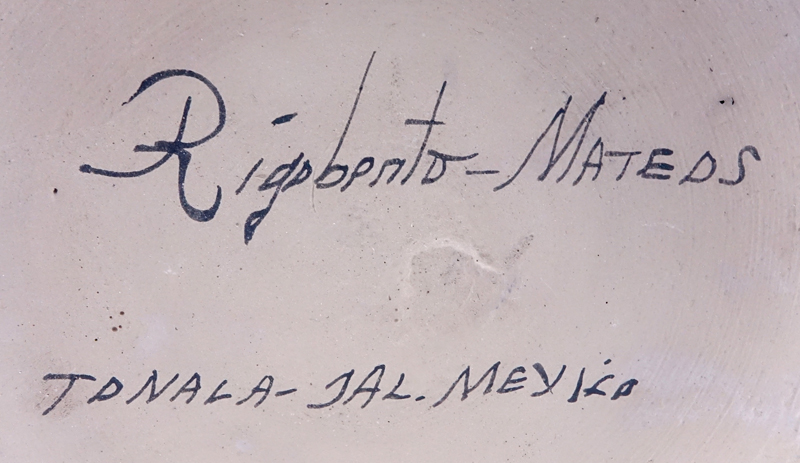 Rigoberto - MATEOS
TONALA - JAL. MEXICO